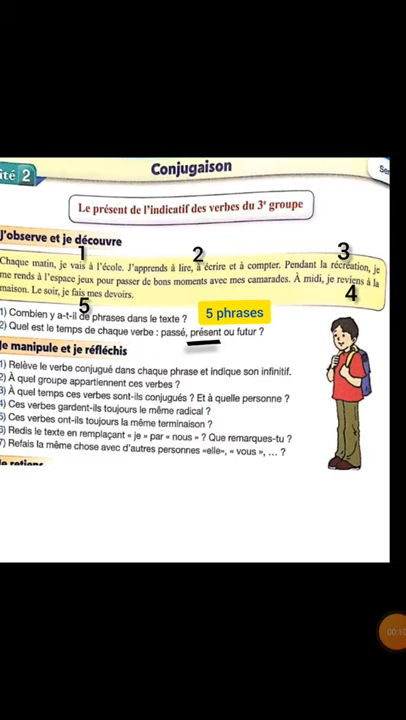 ité 2
Conjugaison
Le présent de l'indicatif des verbes du 3e groupe
J'observe et je découvre
1 2 3
Chaque matin, je vais à l'école. J'apprends à lire, à écrire et à compter. Pendant la récréation, je
me rends à l'espace jeux pour passer de bons moments avec mes camarades. À midi, je reviens à la
4
maison. Le soir, je fais mes devoirs.
5
5 phrases
1) Combien y a-t-il de phrases dans le texte ?
2) Quel est le temps de chaque verbe : passé, présent ou futur ?
Je manipule et je réfléchis
1) Relève le verbe conjugué dans chaque phrase et indique son infinitif.
2) À quel groupe appartiennent ces verbes ?
3) À quel temps ces verbes sont-ils conjugués ? Et à quelle personne ?
4) Ces verbes gardent-ils toujours le même radical ?
5) Ces verbes ont-ils toujours la même terminaison ?
6) Redis le texte en remplaçant « je » par « nous » ? Que remarques-tu ?
7) Refais la même chose avec d'autres personnes «elle», « vous », ... ?
00:10